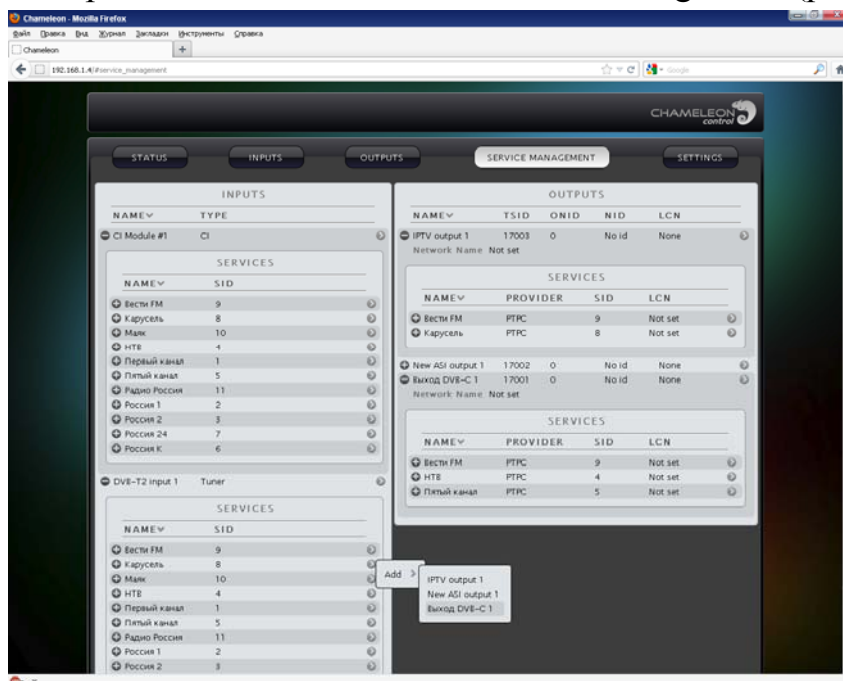 Chameleon - Mozilla Firefox
Файл Правка Вид Журнал Закладки Инструменты Справка
Chameleon +
192.168.1.4/#service_management Google
CHAMELEON
control
STATUS INPUTS OUTPUTS SERVICE MANAGEMENT SETTINGS
INPUTS
NAME TYPE
CI Module #1 CI
SERVICES
NAME SID
Вести FM 9
Карусель 8
Маяк 10
НТВ 4
Первый канал 1
Пятый канал 5
Радио Россия 11
Россия 1 2
Россия 2 3
Россия 24 7
Россия К 6
DVB-T2 input 1 Tuner
SERVICES
NAME SID
Вести FM 9
Карусель 8
Маяк 10
НТВ 4
Первый канал 1
Пятый канал 5
Радио Россия 11
Россия 1 2
Россия 2 3
OUTPUTS
NAME TSID ONID NID LCN
IPTV output 1 17003 0 No id None
Network Name Not set
SERVICES
NAME PROVIDER SID LCN
Вести FM РТРС 9 Not set
Карусель РТРС 8 Not set
New ASI output 1 17002 0 No id None
Выход DVB-C 1 17001 0 No id None
Network Name Not set
SERVICES
NAME PROVIDER SID LCN
Вести FM РТРС 9 Not set
НТВ РТРС 4 Not set
Пятый канал РТРС 5 Not set
Add >
IPTV output 1
New ASI output 1
Выход DVB-C 1